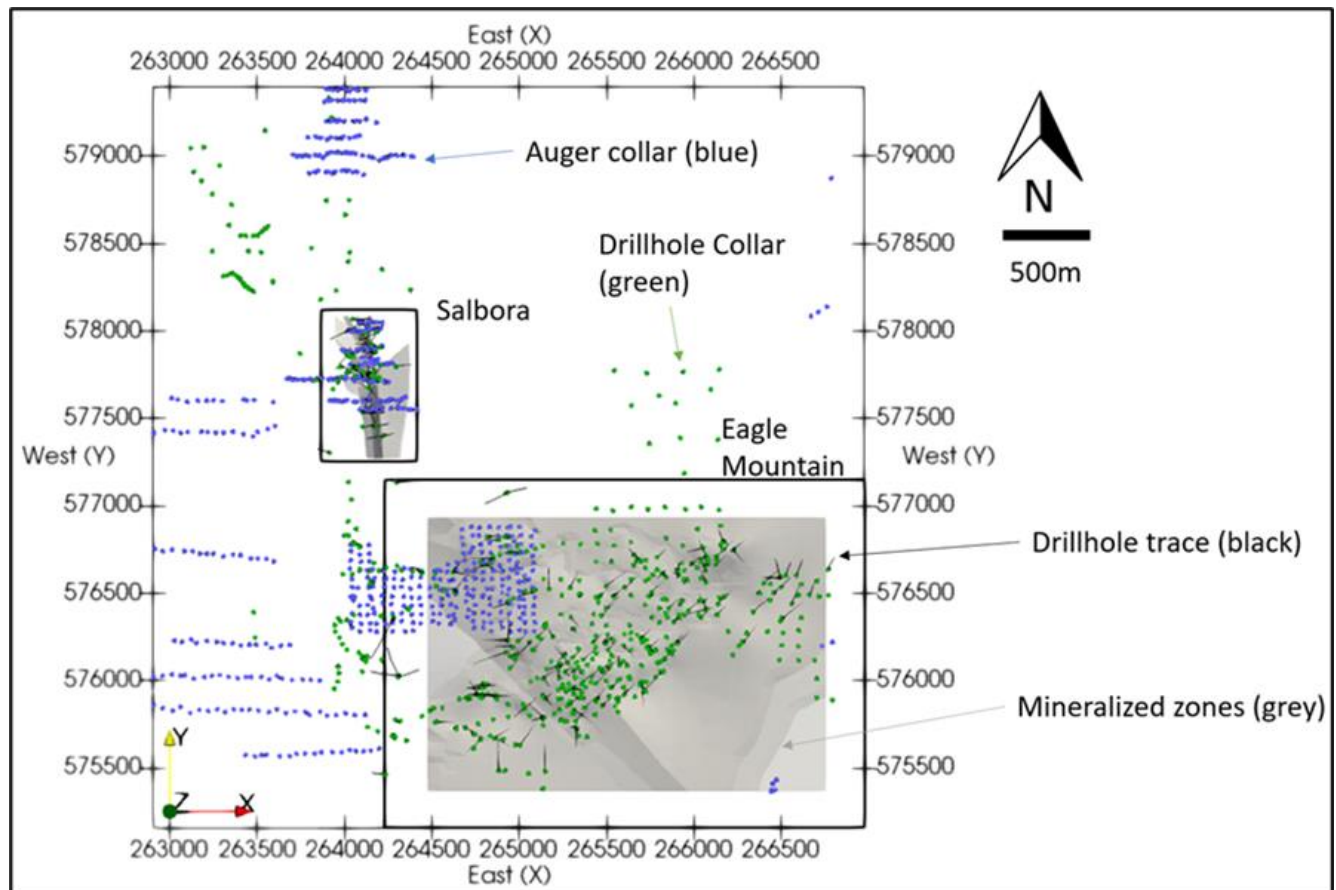 East (X)
263000 263500 264000 264500 265000 265500 266000 266500
579000
Auger collar (blue)
579000
N
578500
Drillhole Collar
(green)
578500
500m
Salbora
578000
578000
577500
577500
Eagle
Mountain
West (Y)
West (Y)
577000
577000
Drillhole trace (black)
576500
576500
576000
576000
Mineralized zones (grey)
Y
575500
575500
Z
X
263000 263500 264000 264500 265000 265500 266000 266500
East (X)